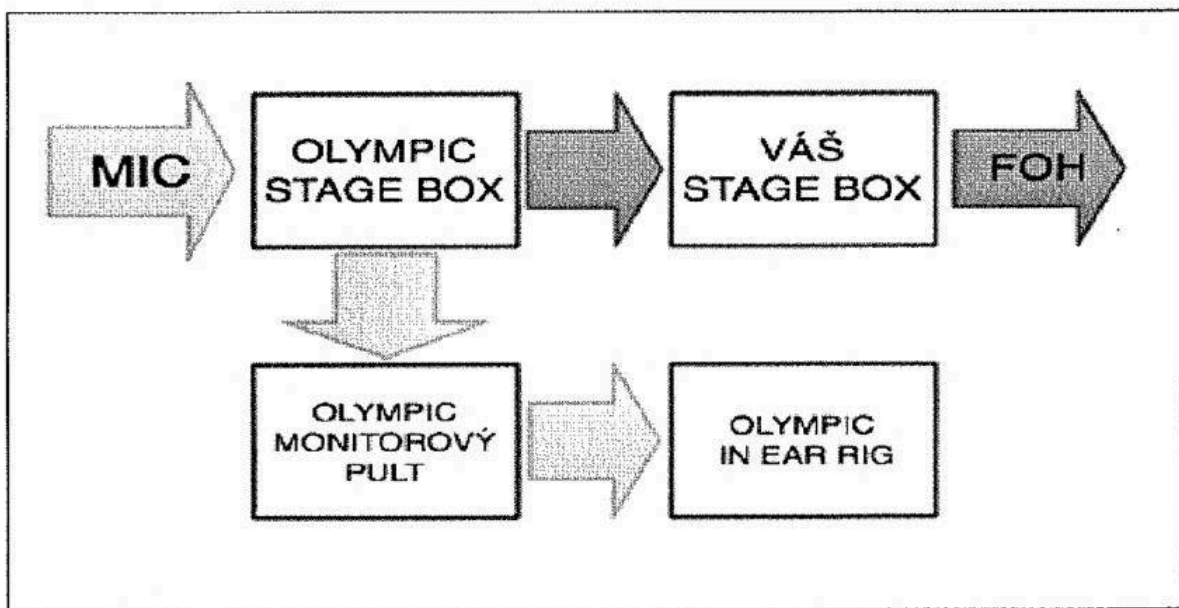 MIC
OLYMPIC
STAGE BOX
VÁŠ
STAGE BOX
FOH
OLYMPIC
MONITOROVÝ
PULT
OLYMPIC
IN EAR RIG